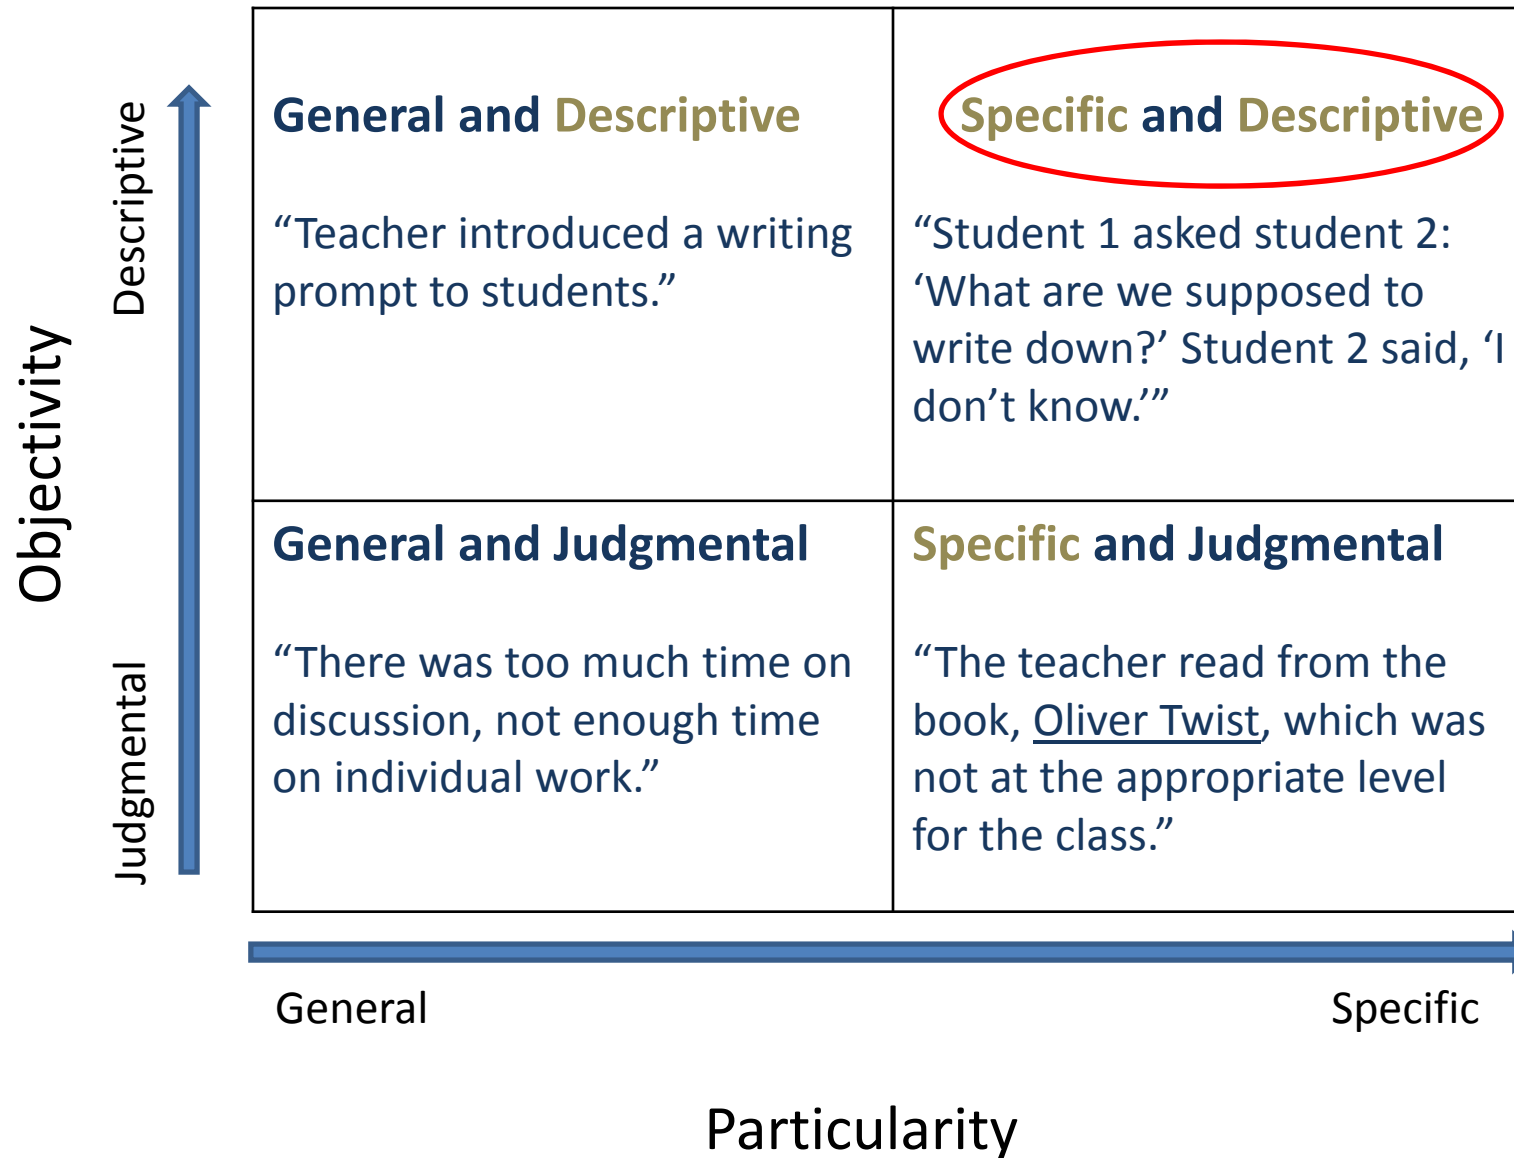 Objectivity
Descriptive
Judgmental
General and Descriptive
“Teacher introduced a writing
prompt to students.”
Specific and Descriptive
“Student 1 asked student 2:
‘What are we supposed to
write down?’ Student 2 said, ‘I
don’t know.’”
General and Judgmental
“There was too much time on
discussion, not enough time
on individual work.”
Specific and Judgmental
“The teacher read from the
book, Oliver Twist, which was
not at the appropriate level
for the class.”
General
Specific
Particularity